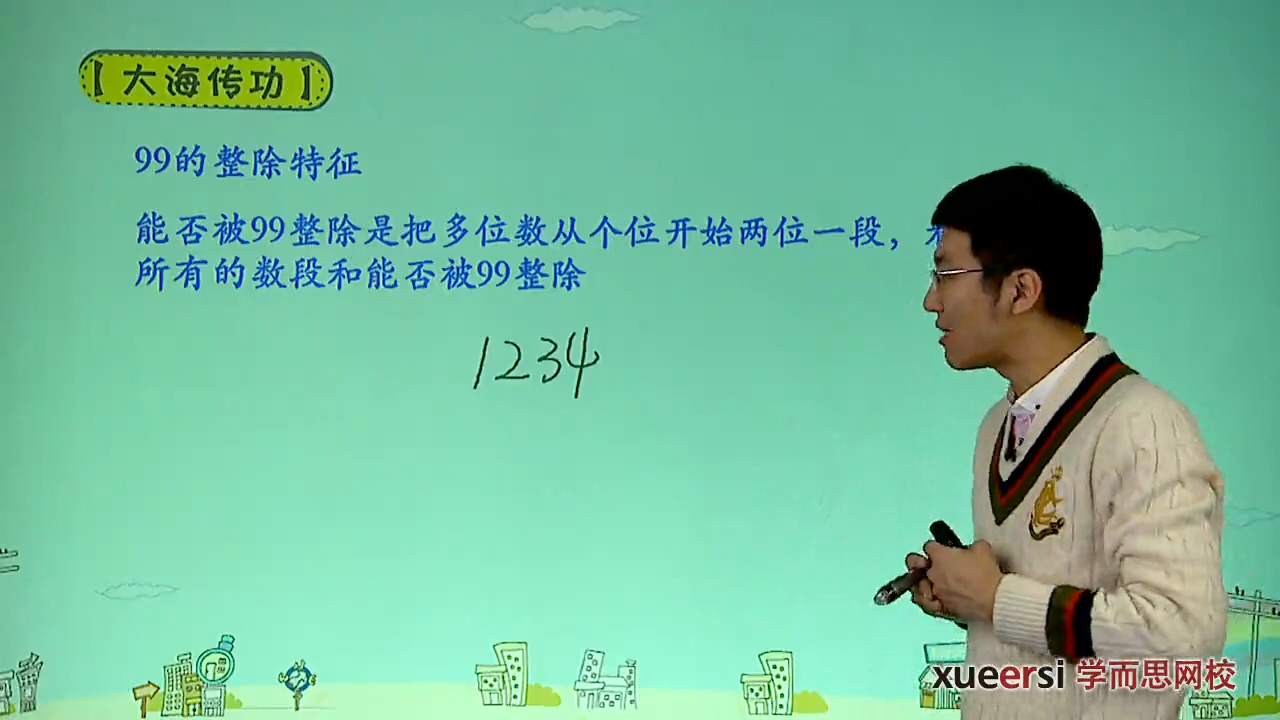 【大海传功】
99的整除特征
能否被99整除是把多位数从个位开始两位一段，
所有的数段和能否被99整除
1234
xueersi 学而思网校